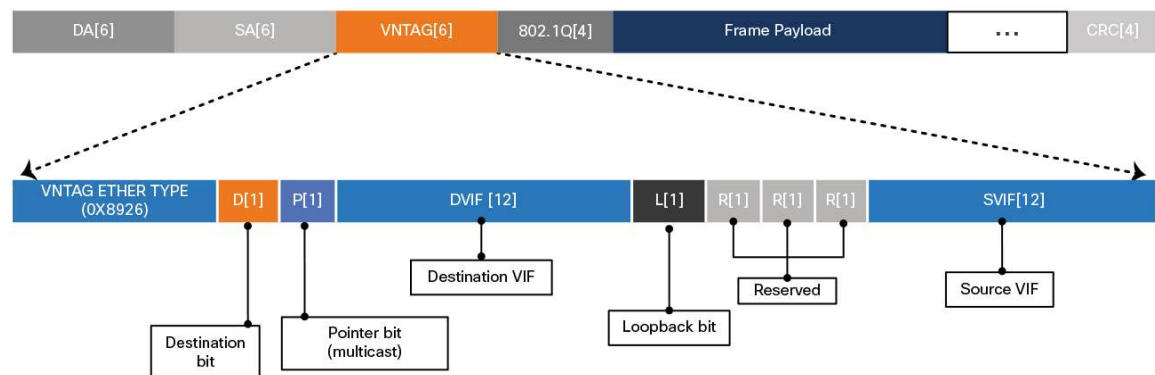 DA[6] SA[6] VNTAG[6] 802.1Q[4] Frame Payload ... CRC[4]
VNTAG ETHER TYPE
(0X8926)
D[1] P[1] DVIF [12] L[1] R[1] R[1] R[1] SVIF[12]
Destination VIF
Reserved
Source VIF
Loopback bit
Pointer bit
(multicast)
Destination
bit